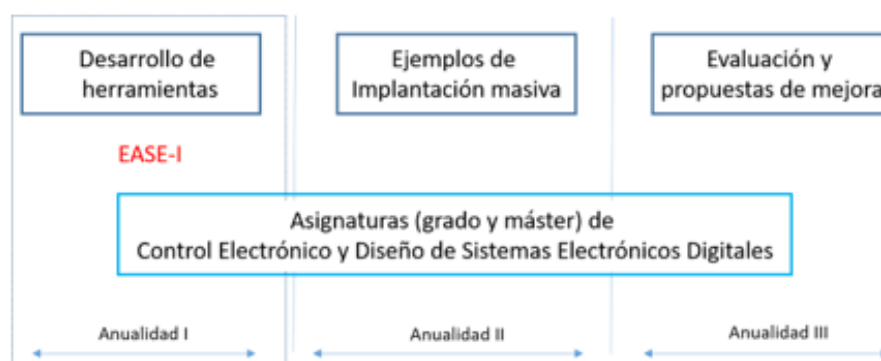 Desarrollo de
herramientas
Ejemplos de
Implantación masiva
Evaluación y
propuestas de mejora
EASE-I
Asignaturas (grado y máster) de
Control Electrónico y Diseño de Sistemas Electrónicos Digitales
Anualidad I
Anualidad II
Anualidad III